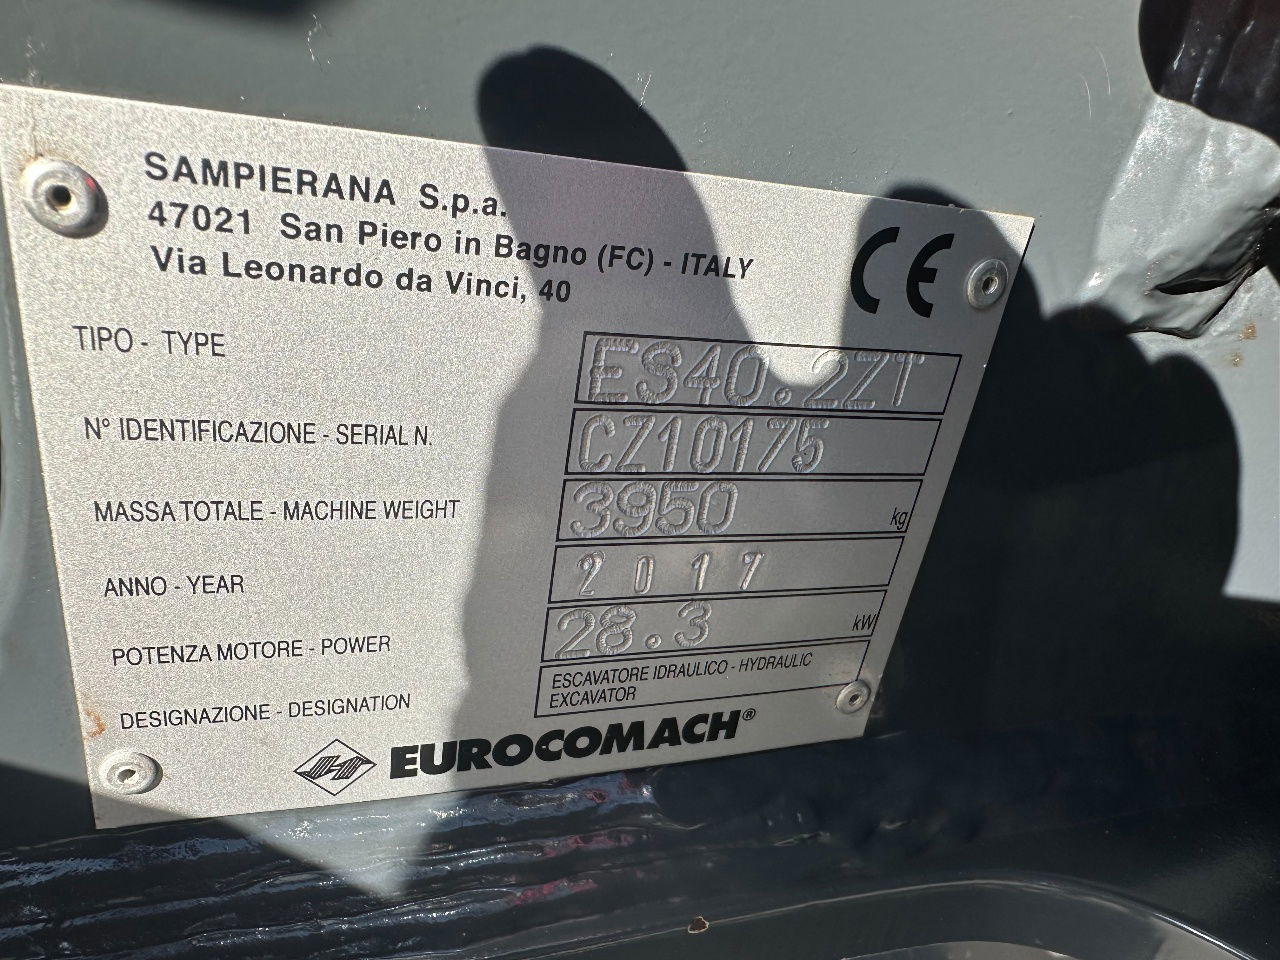 SAMPIERANA S.p.a.
47021 San Piero in Bagno (FC) - ITALY
Via Leonardo da Vinci, 40
CE
TIPO - TYPE ES40.2ZT
N° IDENTIFICAZIONE - SERIAL N. CZ10175
MASSA TOTALE - MACHINE WEIGHT 3950 kg
ANNO - YEAR 2017
POTENZA MOTORE - POWER 28.3 kW
DESIGNAZIONE - DESIGNATION ESCAVATORE IDRAULICO - HYDRAULIC
EXCAVATOR
EUROCOMACH®